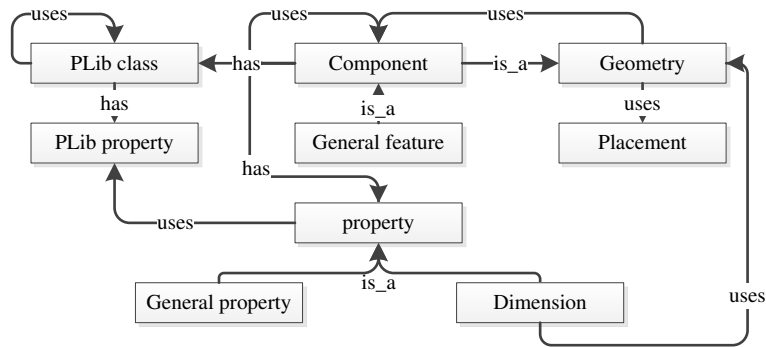 uses
uses
uses
PLib class
has
Component
is_a
Geometry
has
is_a
uses
PLib property
General feature
Placement
has
uses
property
is_a
General property
Dimension
uses